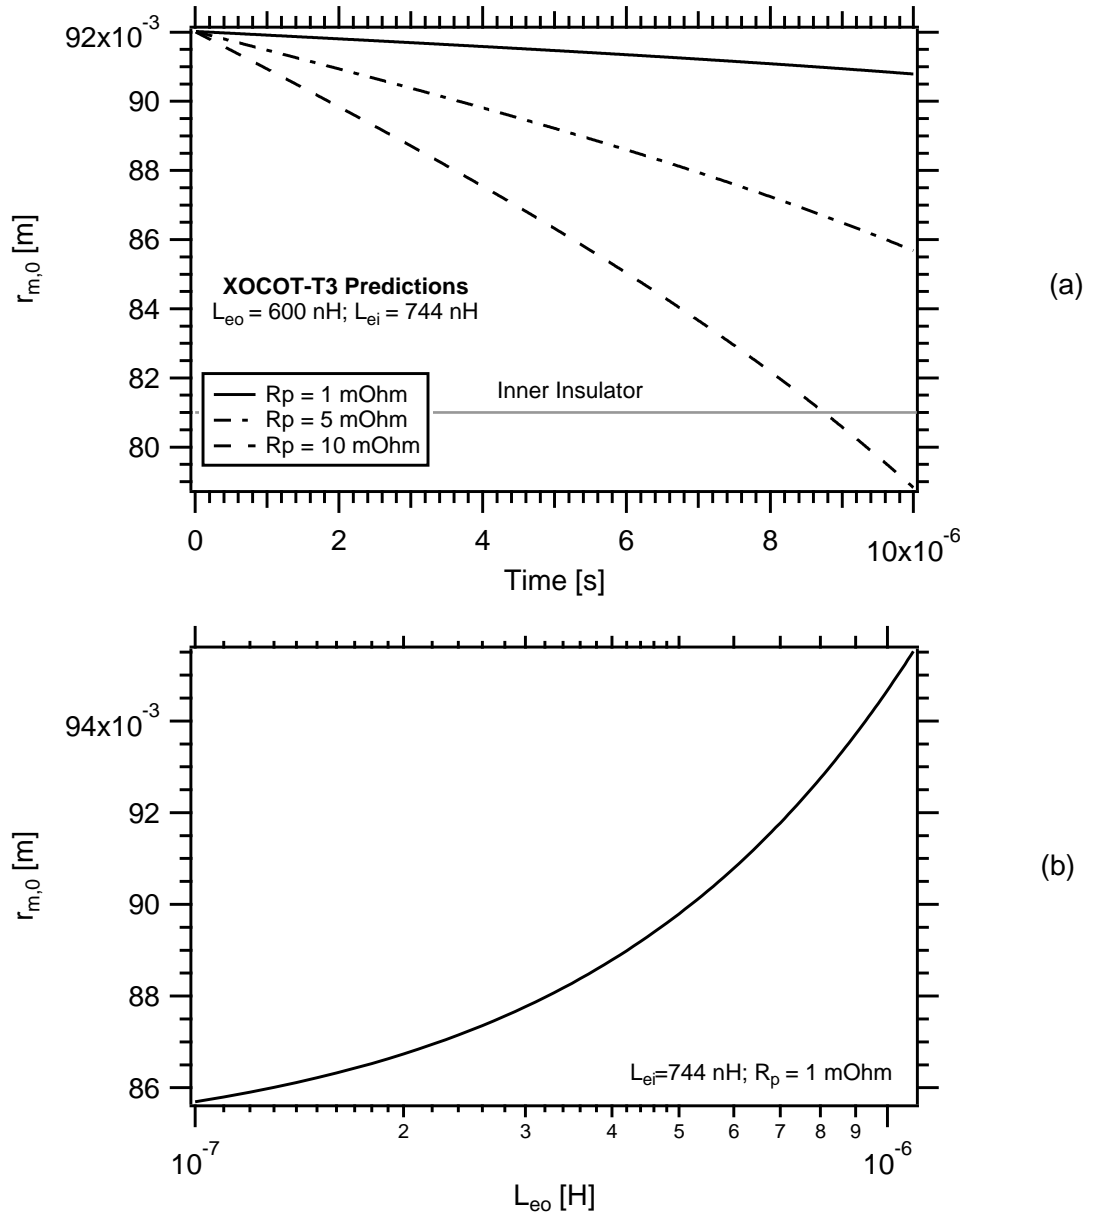 92x10-3
90
88
86
84
82
80
r_m,0 [m]
XOCOT-T3 Predictions
L_eo = 600 nH; L_ei = 744 nH
Rp = 1 mOhm
Rp = 5 mOhm
Rp = 10 mOhm
Inner Insulator
(a)
0 2 4 6 8 10x10-6
Time [s]
94x10-3
92
90
88
86
r_m,0 [m]
L_ei=744 nH; R_p = 1 mOhm
(b)
2 3 4 5 6 7 8 9
10-7 10-6
L_eo [H]